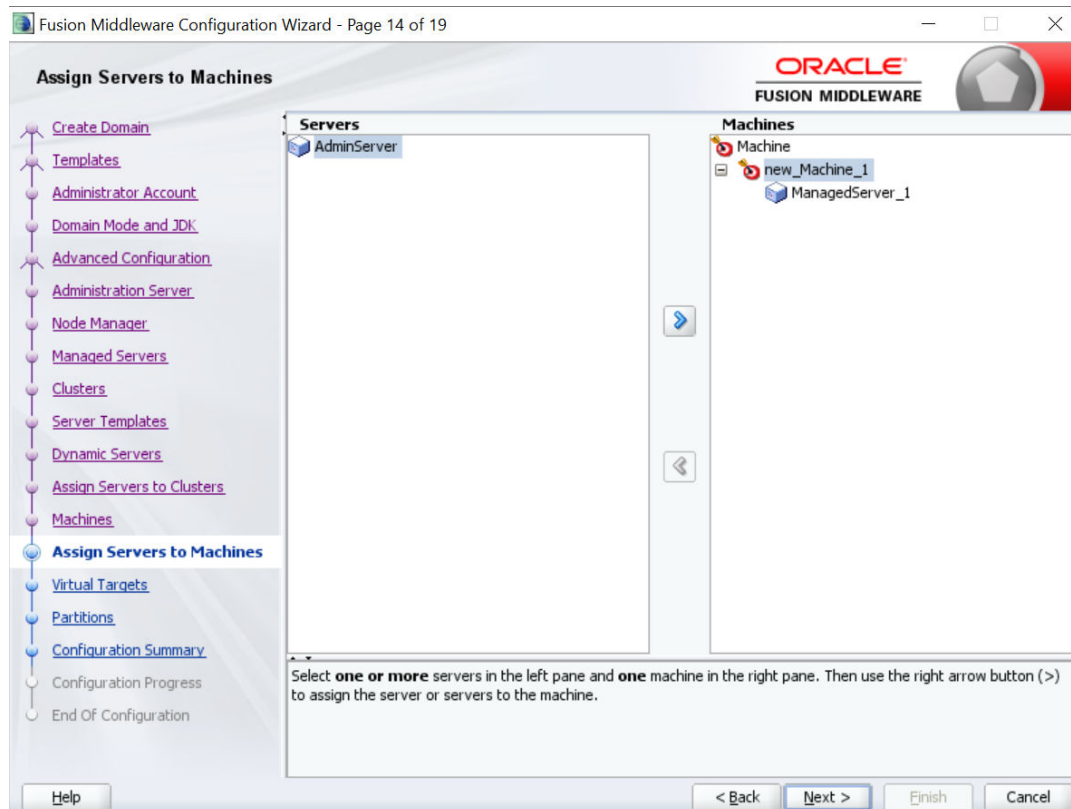 Fusion Middleware Configuration Wizard - Page 14 of 19
Assign Servers to Machines
ORACLE
FUSION MIDDLEWARE
Create Domain
Templates
Administrator Account
Domain Mode and JDK
Advanced Configuration
Administration Server
Node Manager
Managed Servers
Clusters
Server Templates
Dynamic Servers
Assign Servers to Clusters
Machines
Assign Servers to Machines
Virtual Targets
Partitions
Configuration Summary
Configuration Progress
End Of Configuration
Servers
AdminServer
Machines
Machine
new_Machine_1
ManagedServer_1
Select one or more servers in the left pane and one machine in the right pane. Then use the right arrow button (>)
to assign the server or servers to the machine.
Help
< Back
Next >
Finish
Cancel